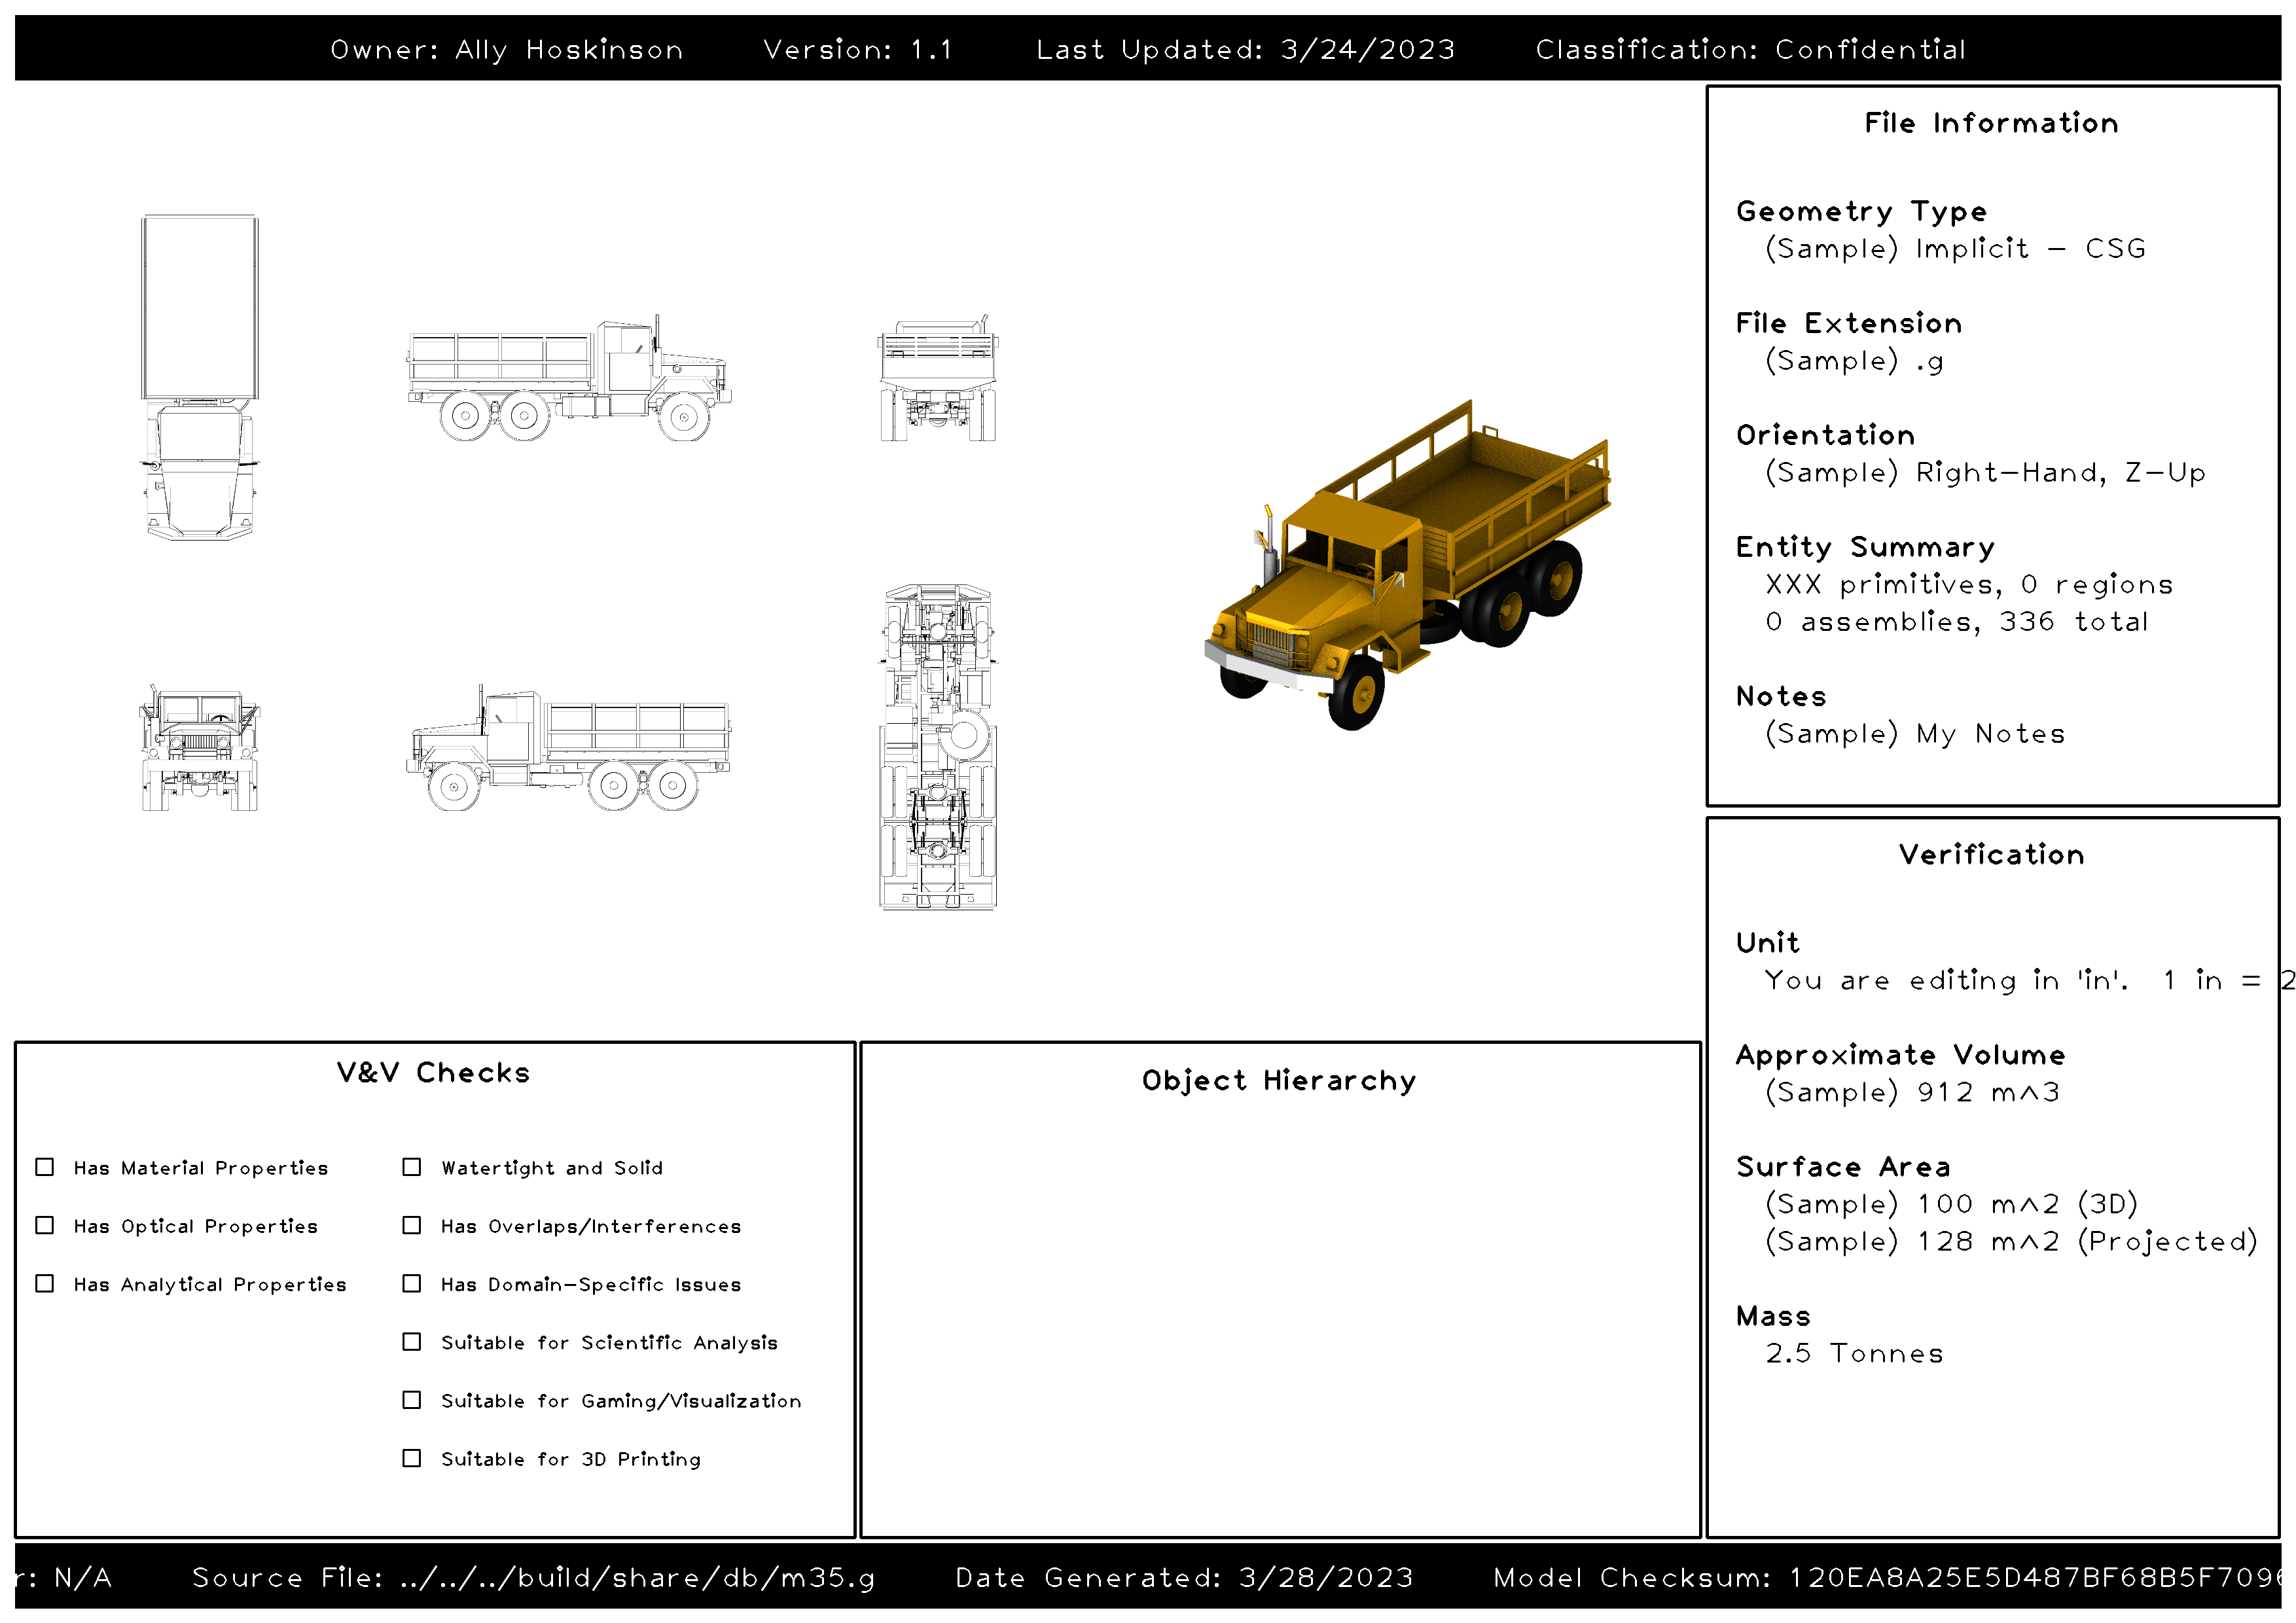 Owner: Ally Hoskinson Version: 1.1 Last Updated: 3/24/2023 Classification: Confidential
File Information
Geometry Type
(Sample) Implicit - CSG
File Extension
(Sample) .g
Orientation
(Sample) Right-Hand, Z-Up
Entity Summary
XXX primitives, 0 regions
0 assemblies, 336 total
Notes
(Sample) My Notes
Verification
Unit
You are editing in 'in'. 1 in = 2
Approximate Volume
(Sample) 912 m^3
Surface Area
(Sample) 100 m^2 (3D)
(Sample) 128 m^2 (Projected)
Mass
2.5 Tonnes
V&V Checks
Has Material Properties
Has Optical Properties
Has Analytical Properties
Watertight and Solid
Has Overlaps/Interferences
Has Domain-Specific Issues
Suitable for Scientific Analysis
Suitable for Gaming/Visualization
Suitable for 3D Printing
Object Hierarchy
r: N/A Source File: ../../../build/share/db/m35.g Date Generated: 3/28/2023 Model Checksum: 120EA8A25E5D487BF68B5F7096